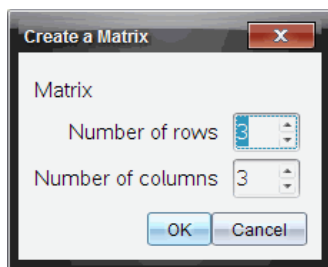 Create a Matrix
Matrix
Number of rows 3
Number of columns 3
OK Cancel